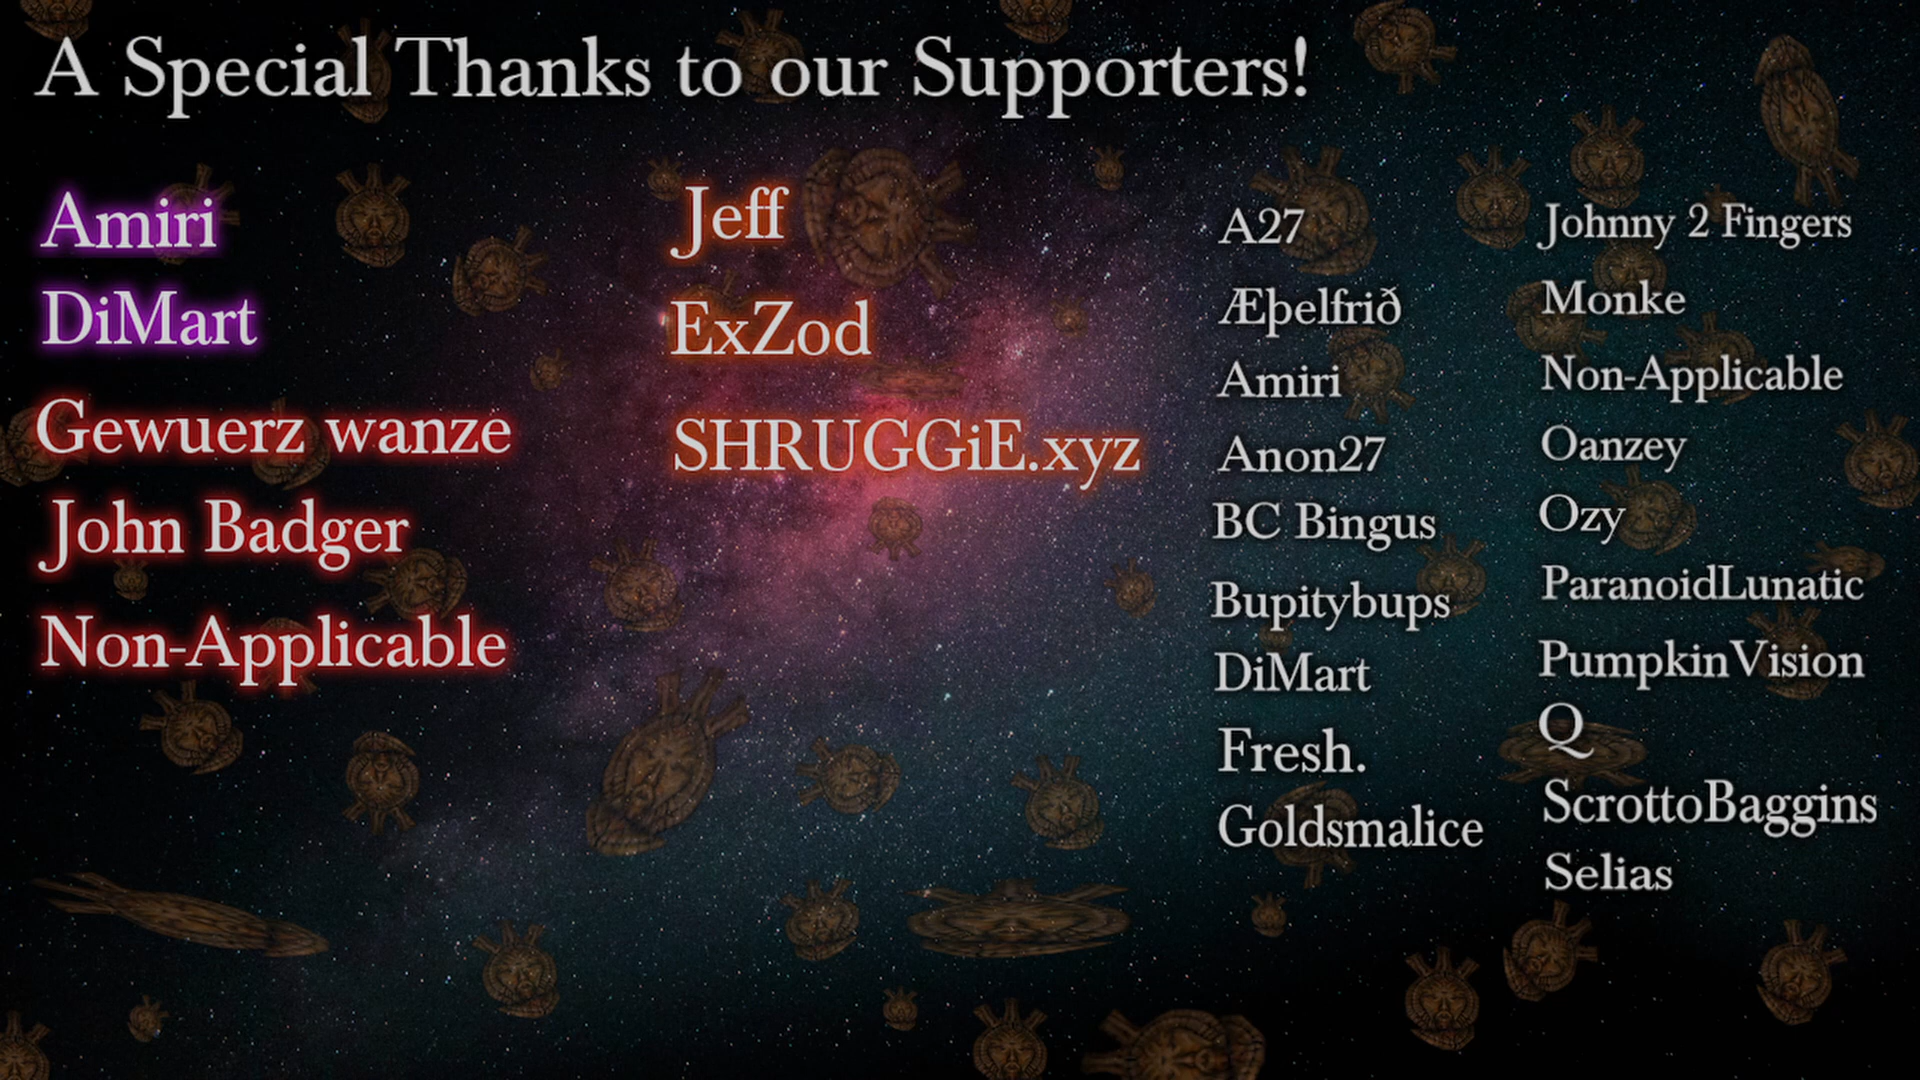 A Special Thanks to our Supporters!
Amiri
DiMart
Gewuerz wanze
John Badger
Non-Applicable
Jeff
ExZod
SHRUGGiE.xyz
A27
Æþelfrið
Amiri
Anon27
BC Bingus
Bupitybups
DiMart
Fresh.
Goldsmalice
Johnny 2 Fingers
Monke
Non-Applicable
Oanzey
Ozy
ParanoidLunatic
PumpkinVision
Q
ScrottoBaggins
Selias